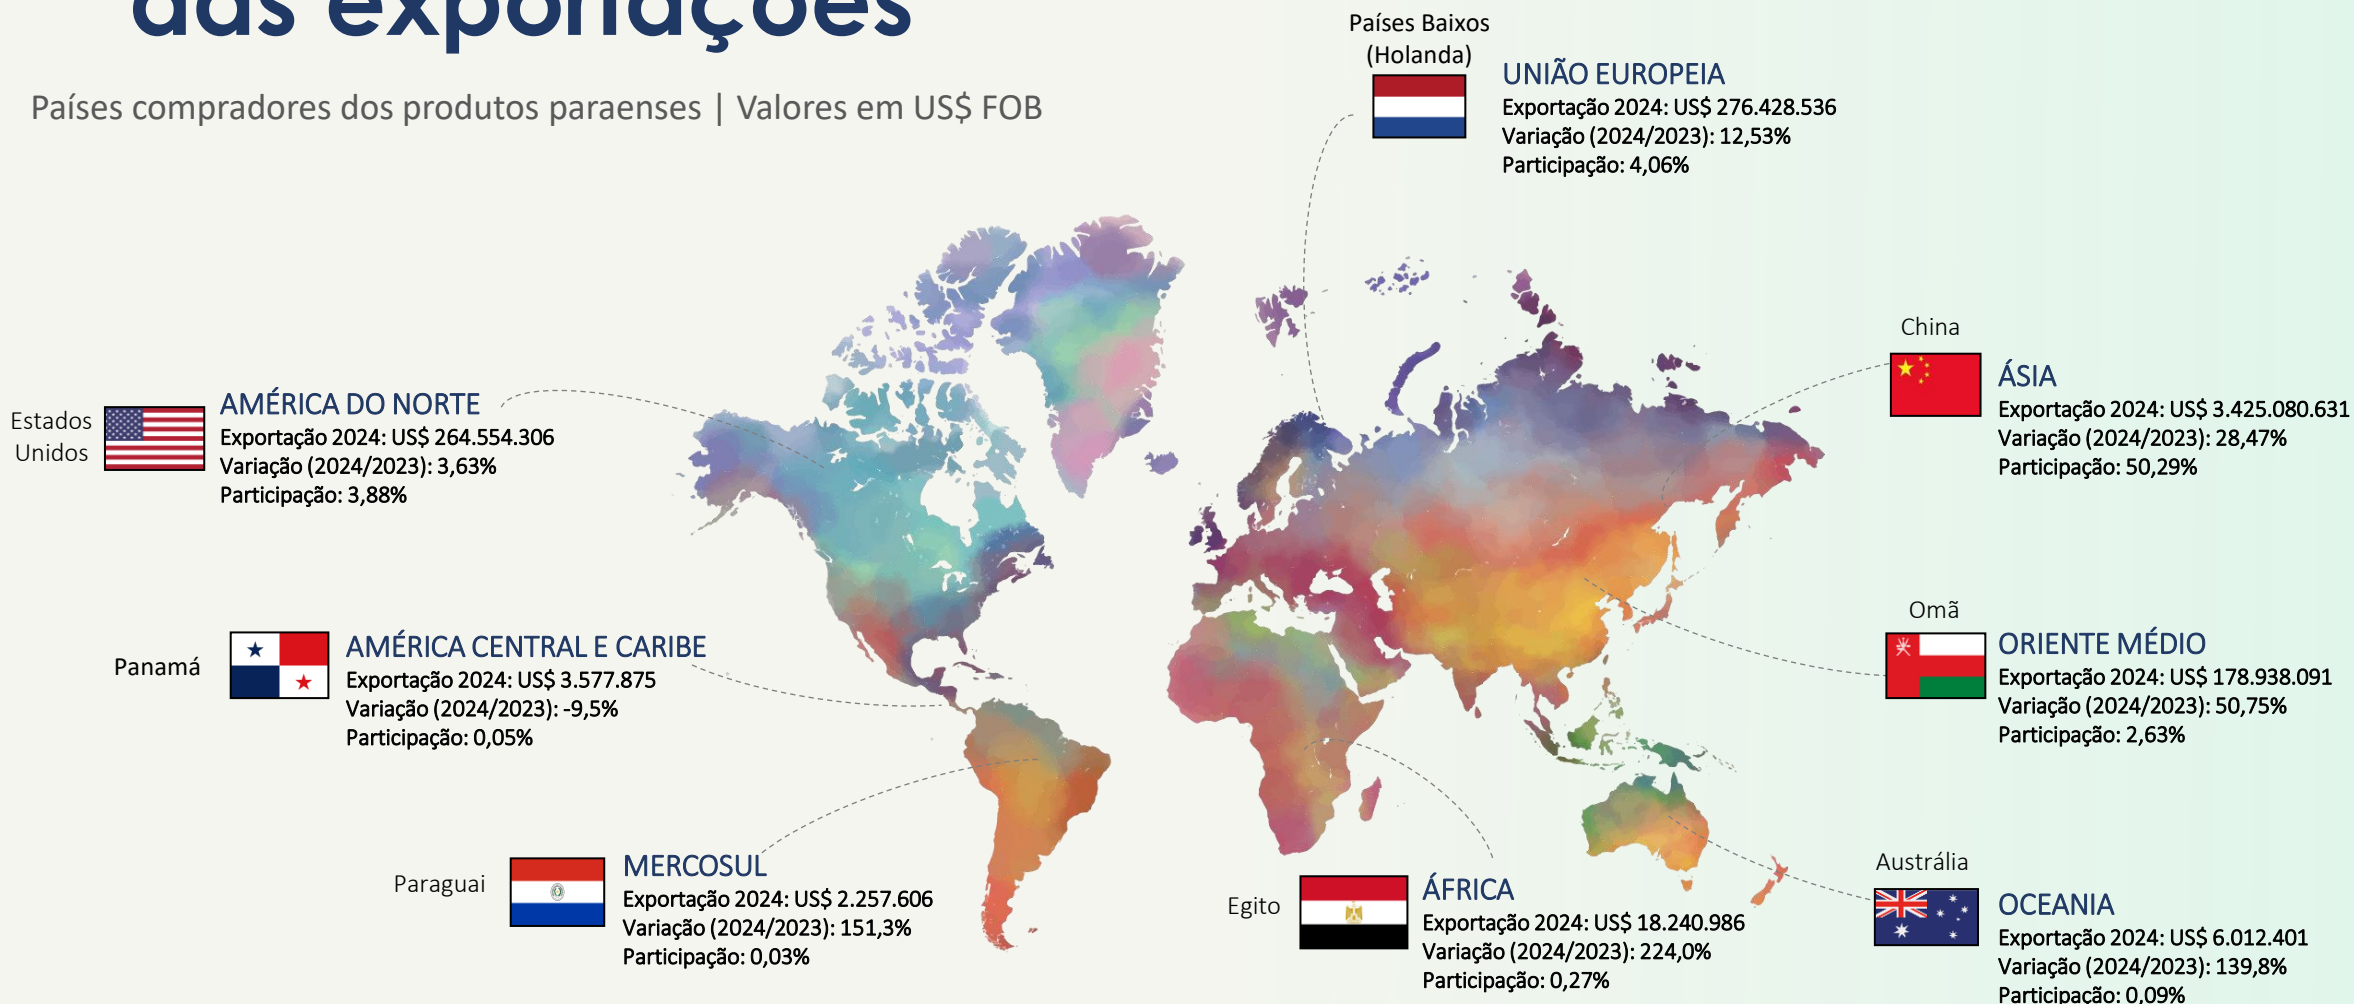 das exportações
Países compradores dos produtos paraenses | Valores em US$ FOB
Países Baixos
(Holanda)
UNIÃO EUROPEIA
Exportação 2024: US$ 276.428.536
Variação (2024/2023): 12,53%
Participação: 4,06%
Estados
Unidos
AMÉRICA DO NORTE
Exportação 2024: US$ 264.554.306
Variação (2024/2023): 3,63%
Participação: 3,88%
China
ÁSIA
Exportação 2024: US$ 3.425.080.631
Variação (2024/2023): 28,47%
Participação: 50,29%
Panamá
AMÉRICA CENTRAL E CARIBE
Exportação 2024: US$ 3.577.875
Variação (2024/2023): -9,5%
Participação: 0,05%
Omã
ORIENTE MÉDIO
Exportação 2024: US$ 178.938.091
Variação (2024/2023): 50,75%
Participação: 2,63%
Paraguai
MERCOSUL
Exportação 2024: US$ 2.257.606
Variação (2024/2023): 151,3%
Participação: 0,03%
Egito
ÁFRICA
Exportação 2024: US$ 18.240.986
Variação (2024/2023): 224,0%
Participação: 0,27%
Austrália
OCEANIA
Exportação 2024: US$ 6.012.401
Variação (2024/2023): 139,8%
Participação: 0,09%